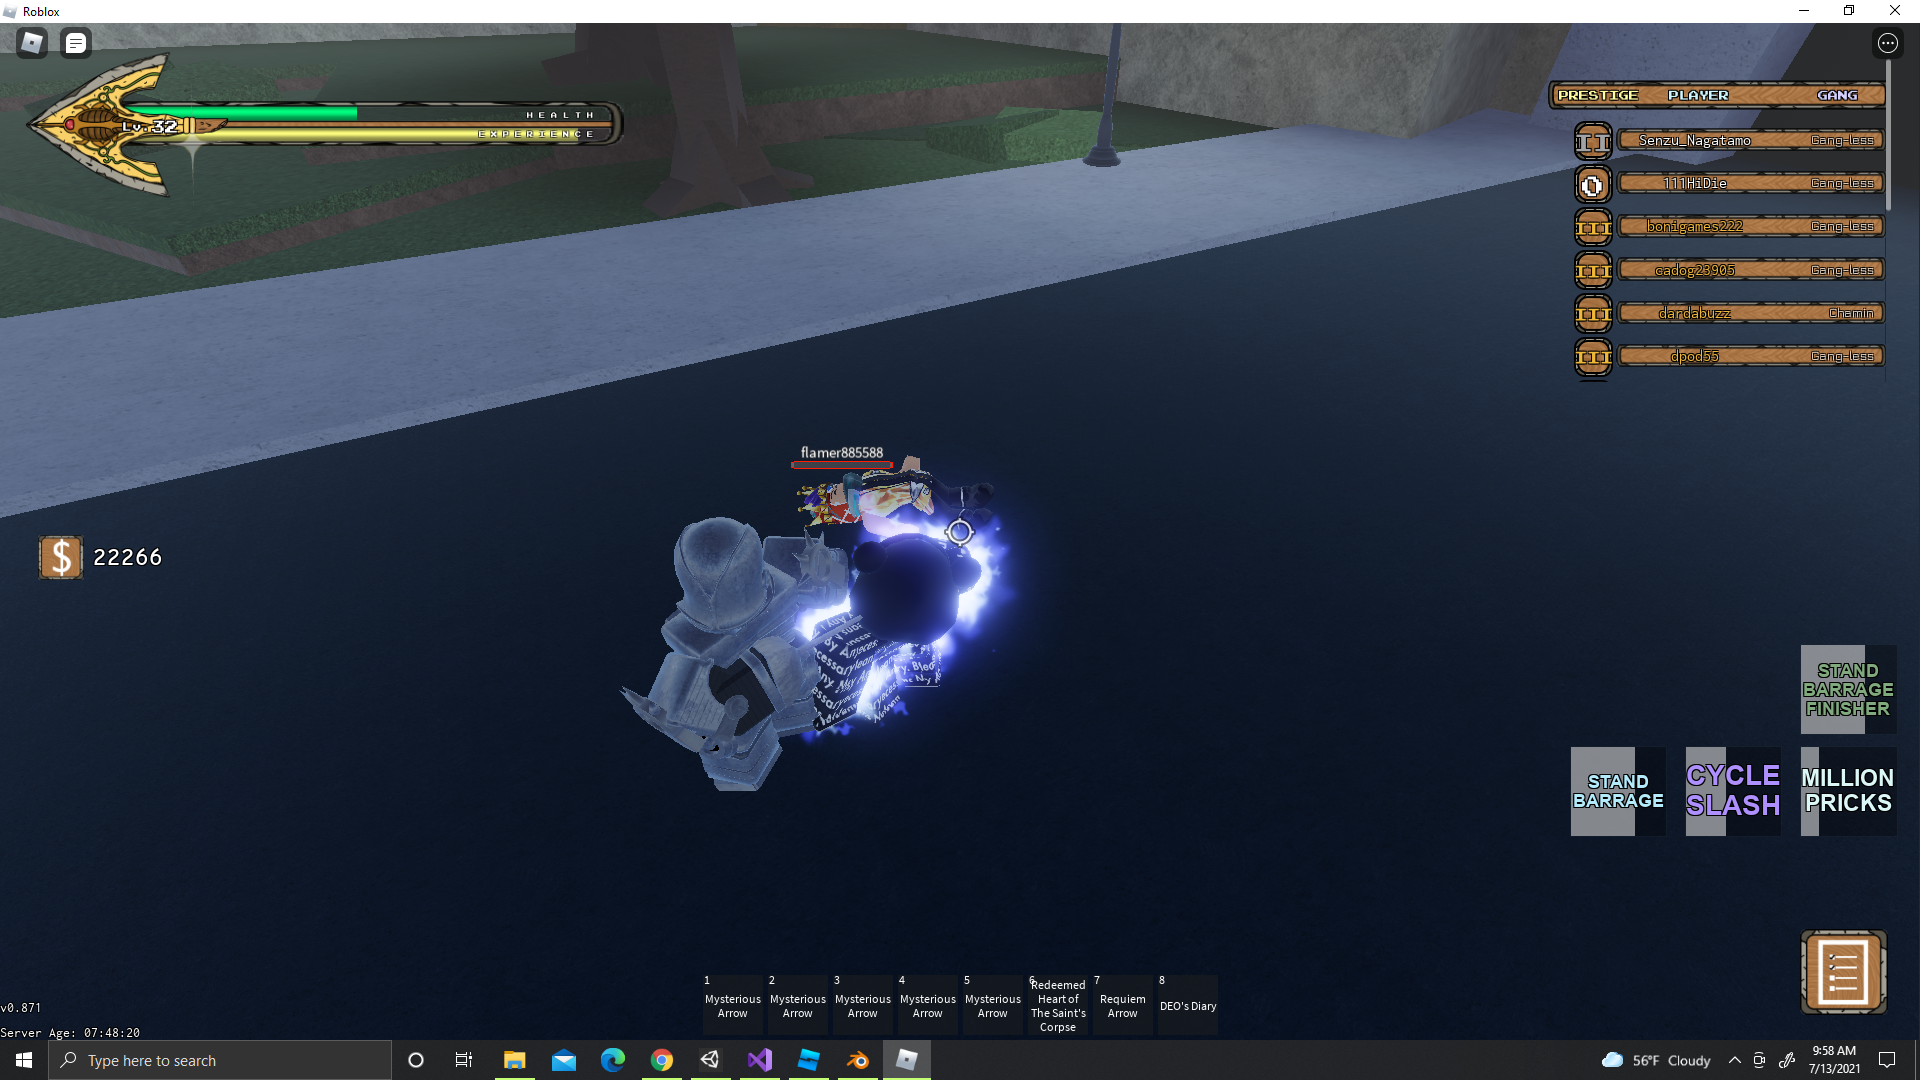 Roblox
PRESTIGE PLAYER GANG
HEALTH
Lv.32
EXPERIENCE
Senzu_Nagatamo Gang-less
111HiDie Gang-less
bonigames222 Gang-less
cadog23905 Gang-less
dardabuzz Chamin
dpod55 Gang-less
flamer885588
$ 22266
STAND
BARRAGE
FINISHER
STAND
BARRAGE
CYCLE
SLASH
MILLION
PRICKS
1
Mysterious
Arrow
2
Mysterious
Arrow
3
Mysterious
Arrow
4
Mysterious
Arrow
5
Mysterious
Arrow
6
Redeemed
Heart of
The Saint's
Corpse
7
Requiem
Arrow
8
DEO's Diary
v0.871
Server Age: 07:48:20
Type here to search
56°F Cloudy
9:58 AM
7/13/2021